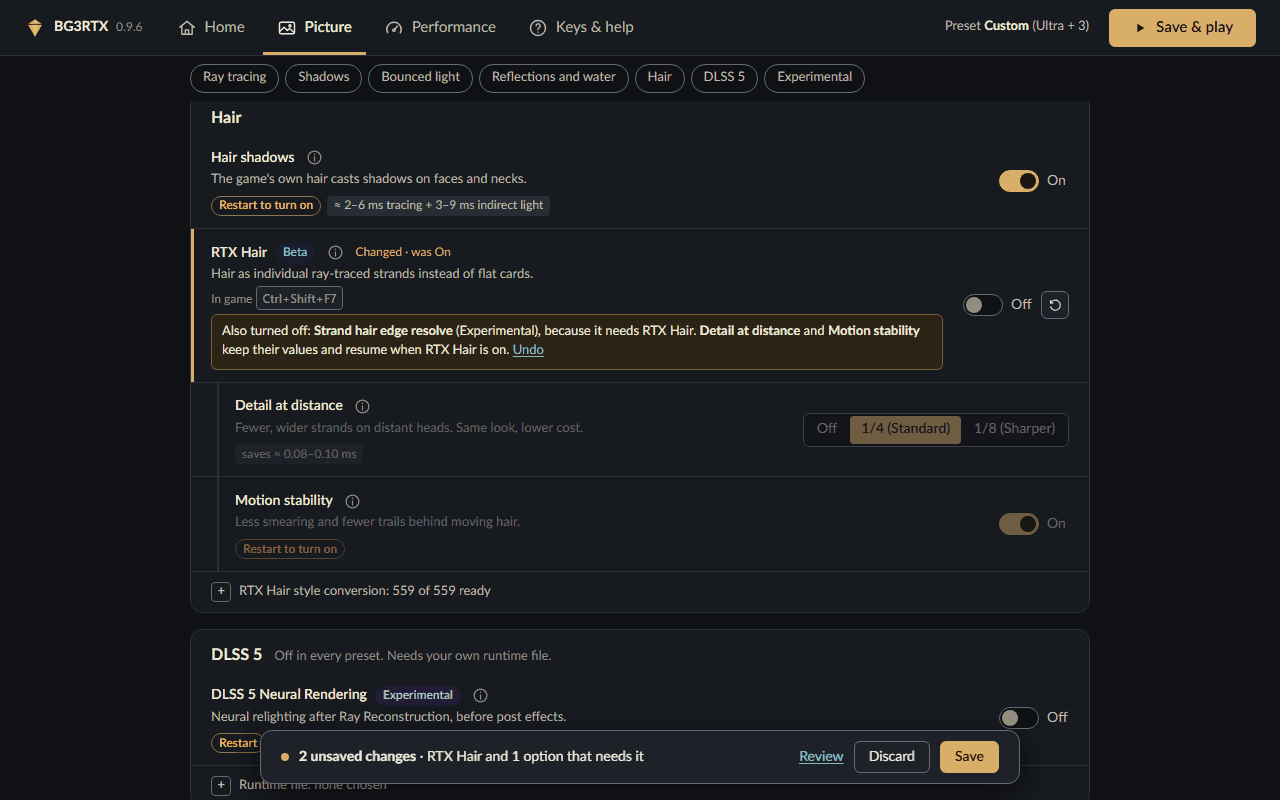 BG3RTX 0.9.6 Home Picture Performance Keys & help Preset Custom (Ultra + 3) Save & play
Ray tracing Shadows Bounced light Reflections and water Hair DLSS 5 Experimental
Hair
Hair shadows
The game's own hair casts shadows on faces and necks.
On
Restart to turn on ≈ 2–6 ms tracing + 3–9 ms indirect light
RTX Hair Beta Changed · was On
Hair as individual ray-traced strands instead of flat cards.
In game Ctrl+Shift+F7
Off
Also turned off: Strand hair edge resolve (Experimental), because it needs RTX Hair. Detail at distance and Motion stability
keep their values and resume when RTX Hair is on. Undo
Detail at distance
Fewer, wider strands on distant heads. Same look, lower cost.
Off 1/4 (Standard) 1/8 (Sharper)
saves ≈ 0.08–0.10 ms
Motion stability
Less smearing and fewer trails behind moving hair.
On
Restart to turn on
+ RTX Hair style conversion: 559 of 559 ready
DLSS 5 Off in every preset. Needs your own runtime file.
DLSS 5 Neural Rendering Experimental
Neural relighting after Ray Reconstruction, before post effects.
Off
Restart
2 unsaved changes · RTX Hair and 1 option that needs it Review Discard Save
+ Runtime file: none chosen